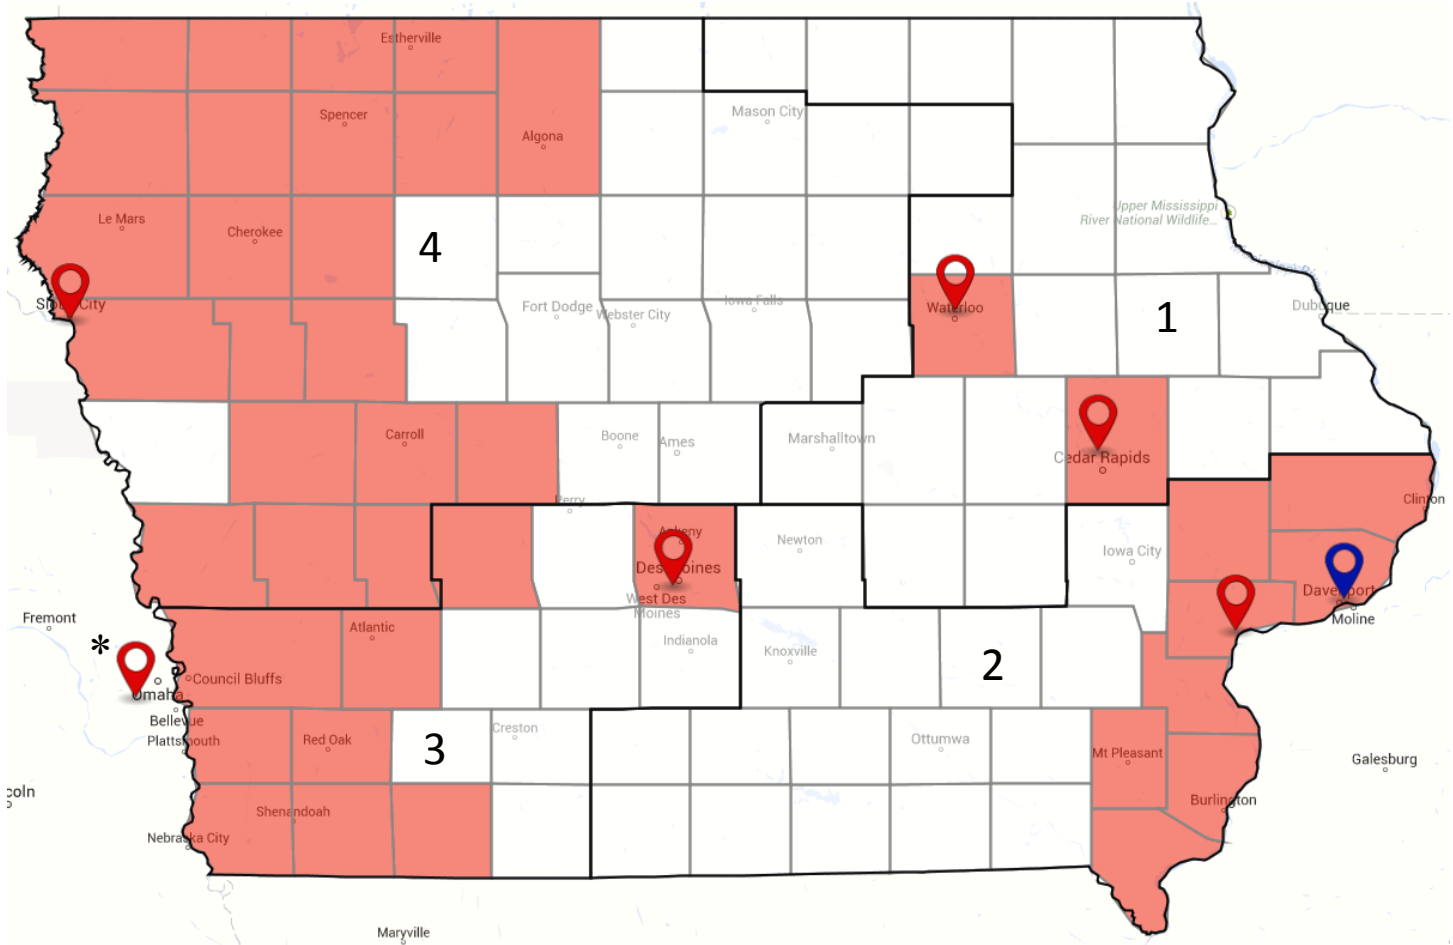 Estherville
Spencer
Mason City
Algona
Upper Mississippi
River National Wildlife...
Le Mars
Cherokee
4
Sioux City
Fort Dodge
Webster City
Iowa Falls
Waterloo
1
Dubuque
Carroll
Boone
Ames
Marshalltown
Cedar Rapids
Perry
Clinton
Ankeny
Newton
Iowa City
Des Moines
West Des
Moines
Davenport
Moline
Fremont
*
Atlantic
Indianola
Knoxville
2
Council Bluffs
Omaha
Bellevue
Plattsmouth
Red Oak
3
Creston
Ottumwa
Mt Pleasant
Galesburg
coln
Shenandoah
Burlington
Nebraska City
Maryville